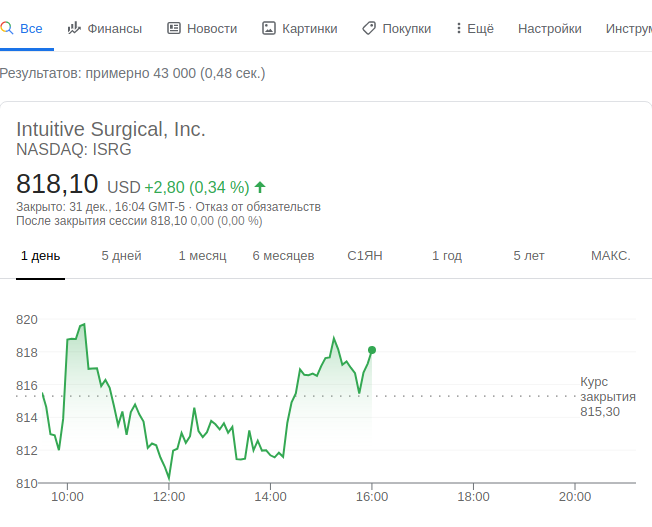 Все Финансы Новости Картинки Покупки Ещё Настройки Инструм
Результатов: примерно 43 000 (0,48 сек.)
Intuitive Surgical, Inc.
NASDAQ: ISRG
818,10 USD +2,80 (0,34 %)
Закрыто: 31 дек., 16:04 GMT-5 · Отказ от обязательств
После закрытия сессии 818,10 0,00 (0,00 %)
1 день 5 дней 1 месяц 6 месяцев С1ЯН 1 год 5 лет МАКС.
820
818
816
Курс
закрытия
815,30
814
812
810
10:00 12:00 14:00 16:00 18:00 20:00